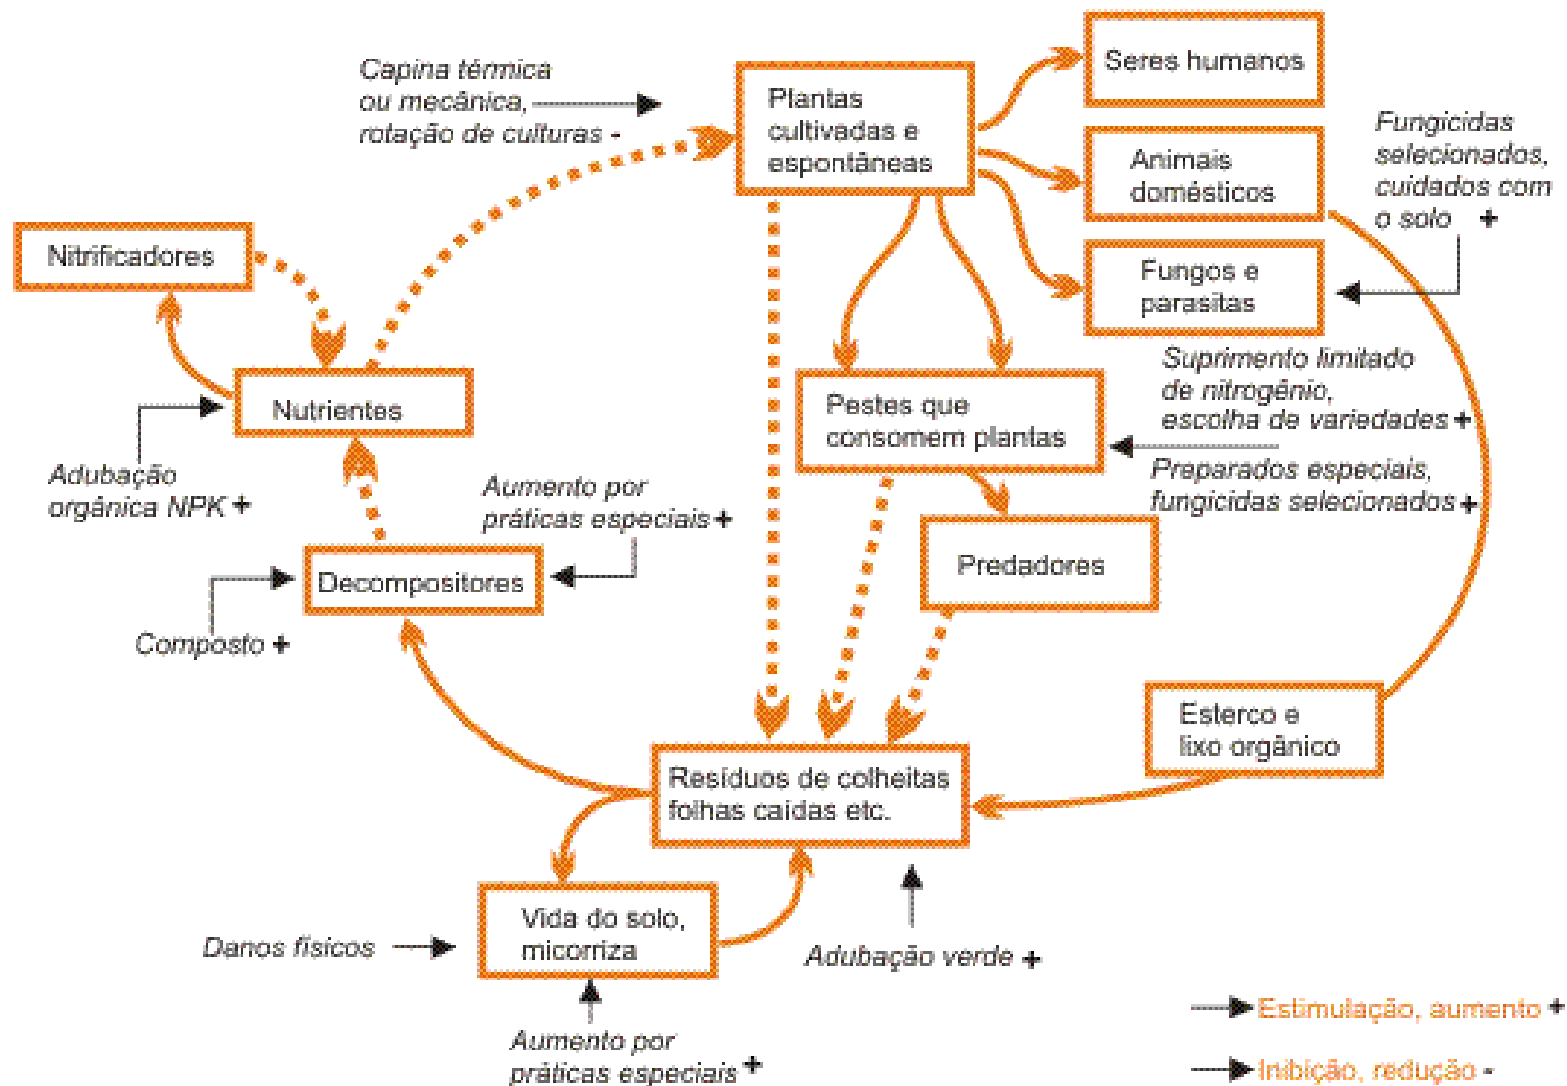 Capina térmica
ou mecânica,
rotação de culturas -
Plantas
cultivadas e
espontâneas
Seres humanos
Animais
domésticos
Fungos e
parasitas
Fungicidas
selecionados,
cuidados com
o solo +
Nitrificadores
Nutrientes
Adubação
orgânica NPK +
Aumento por
práticas especiais +
Decompositores
Composto +
Pestes que
consomem plantas
Suprimento limitado
de nitrogênio,
escolha de variedades +
Preparados especiais,
fungicidas selecionados +
Predadores
Esterco e
lixo orgânico
Resíduos de colheitas
folhas caídas etc.
Vida do solo,
micorriza
Danos físicos
Adubação verde +
Aumento por
práticas especiais +
Estimulação, aumento +
Inibição, redução -